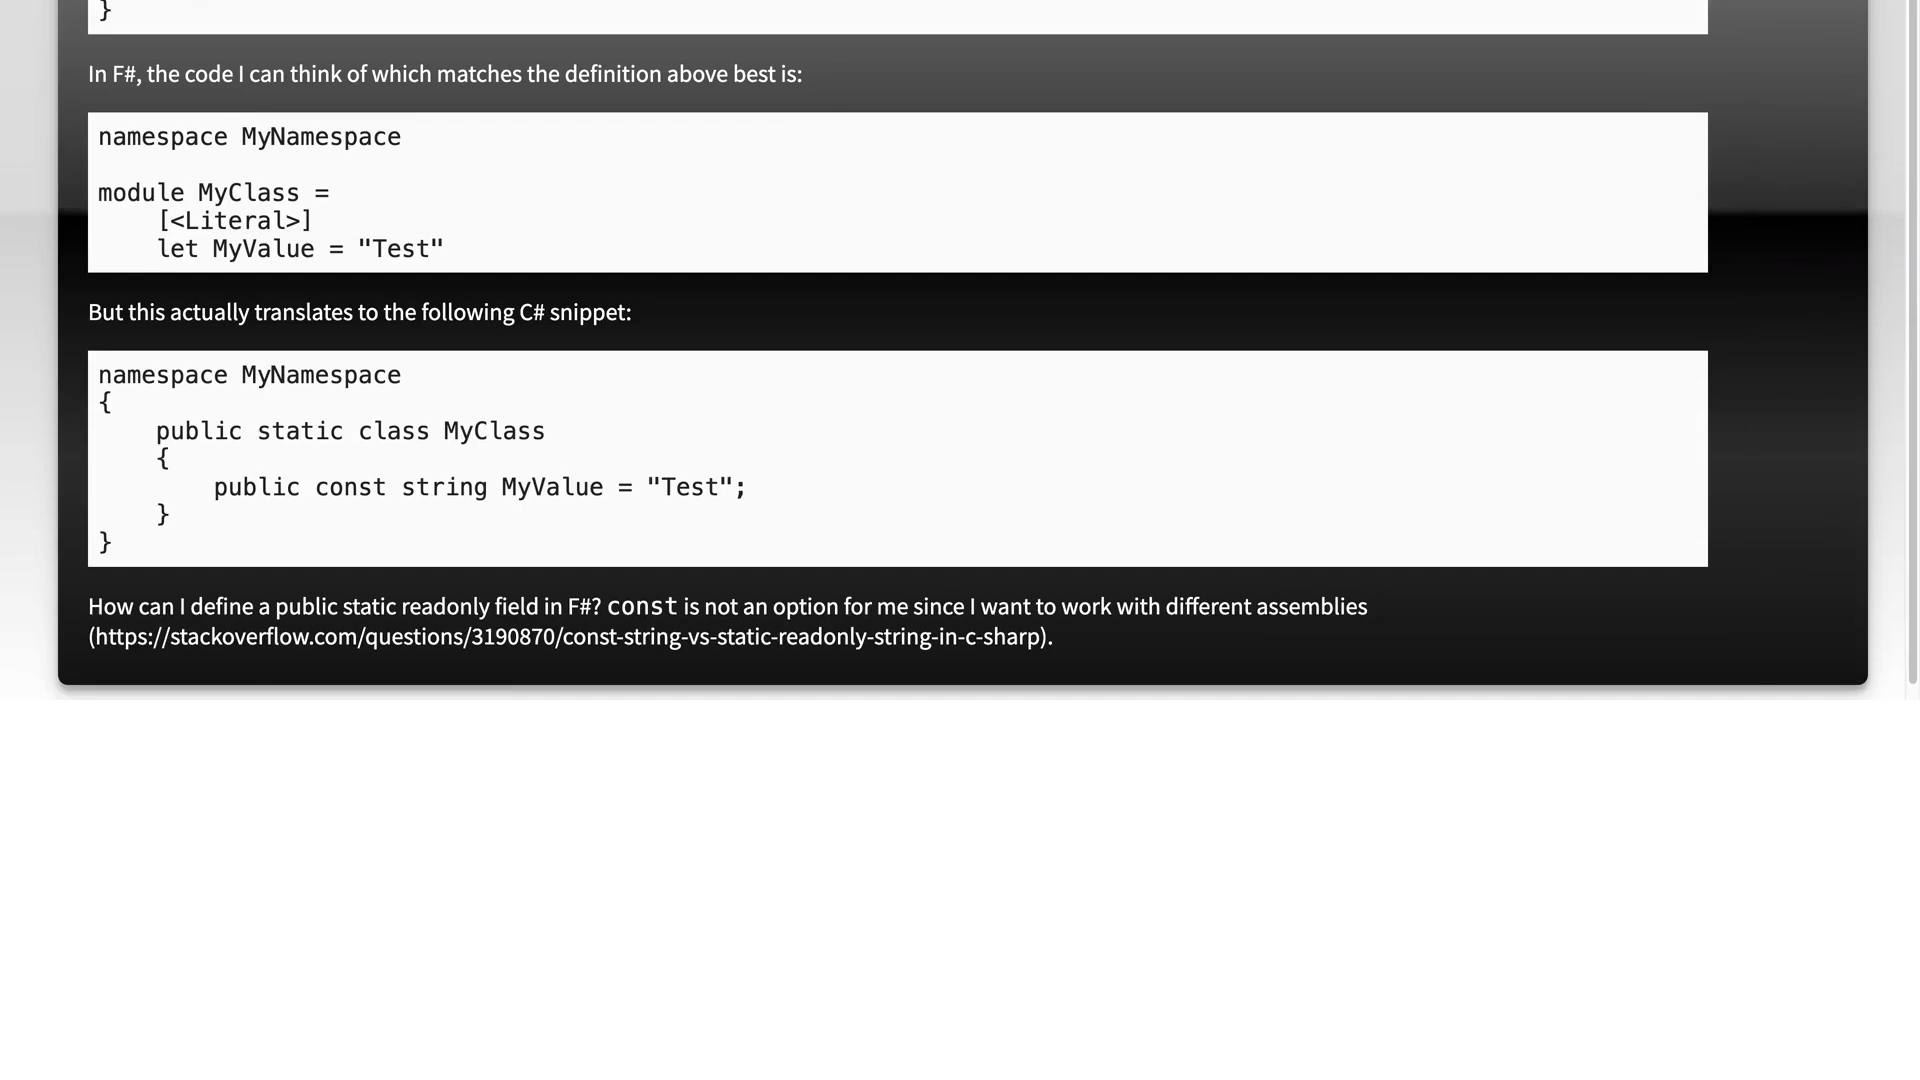 }
In F#, the code I can think of which matches the definition above best is:
namespace MyNamespace
module MyClass =
    [<Literal>]
    let MyValue = "Test"
But this actually translates to the following C# snippet:
namespace MyNamespace
{
    public static class MyClass
    {
        public const string MyValue = "Test";
    }
}
How can I define a public static readonly field in F#? const is not an option for me since I want to work with different assemblies
(https://stackoverflow.com/questions/3190870/const-string-vs-static-readonly-string-in-c-sharp).